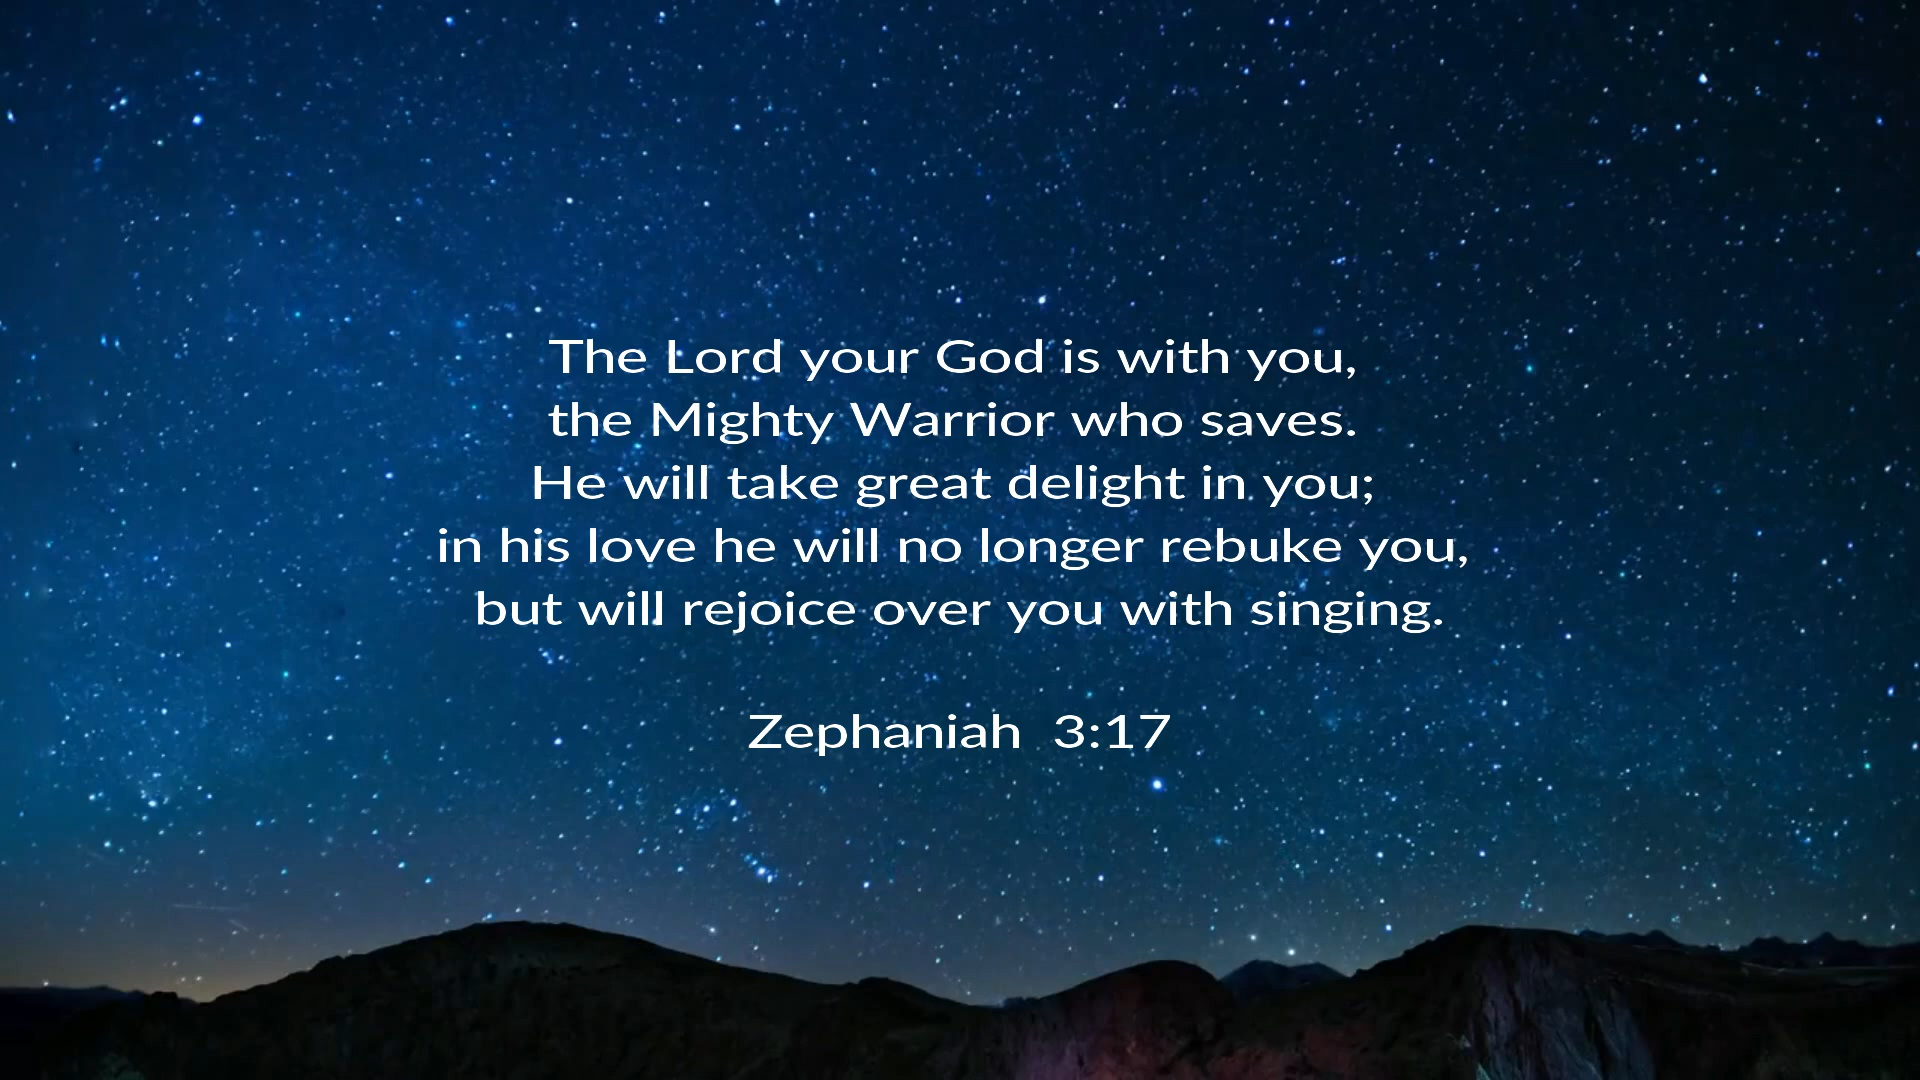 The Lord your God is with you,
the Mighty Warrior who saves.
He will take great delight in you;
in his love he will no longer rebuke you,
but will rejoice over you with singing.
Zephaniah  3:17